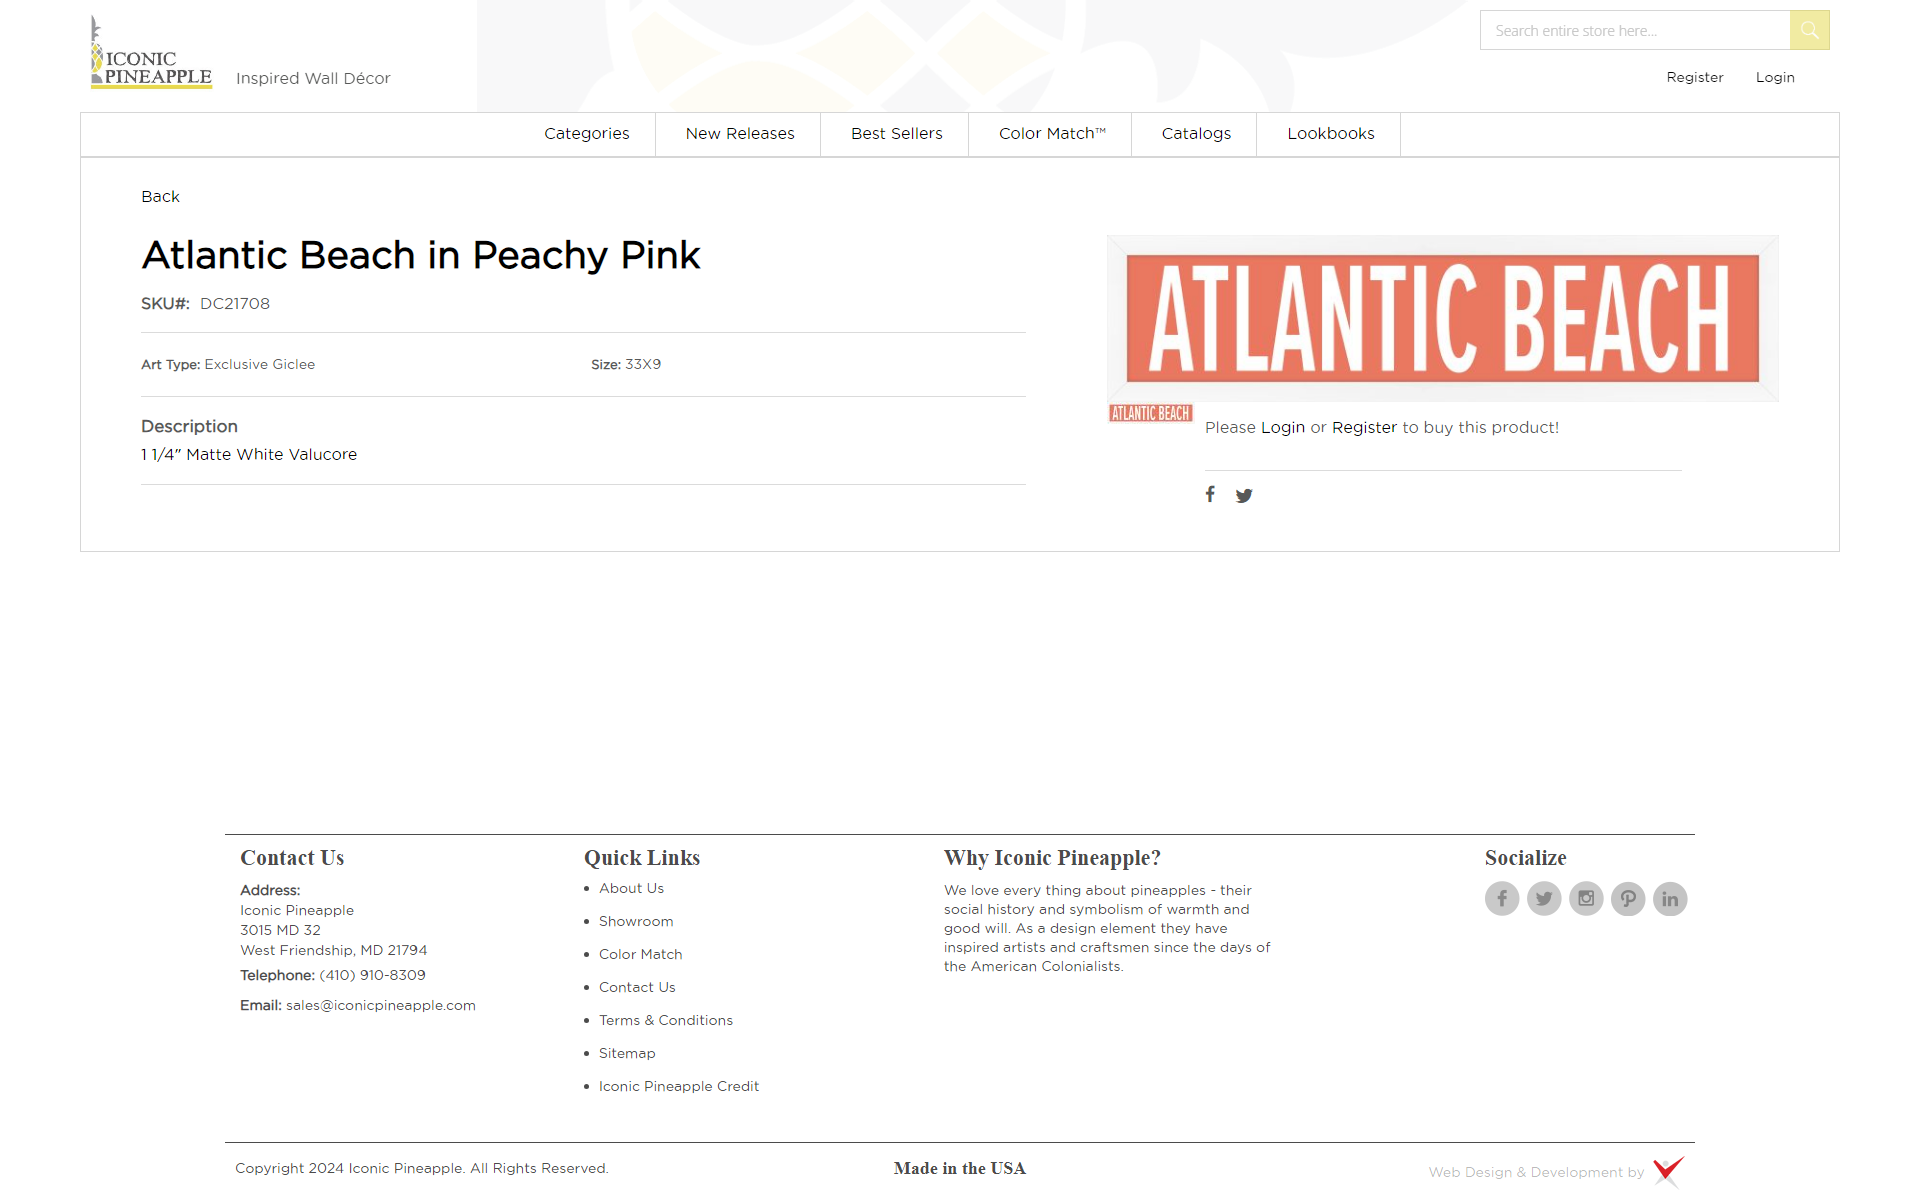 ICONIC
PINEAPPLE
Inspired Wall Décor
Search entire store here...
Register
Login
Categories
New Releases
Best Sellers
Color Match™
Catalogs
Lookbooks
Back
Atlantic Beach in Peachy Pink
SKU#: DC21708
Art Type: Exclusive Giclee
Size: 33X9
Description
1 1/4" Matte White Valucore
ATLANTIC BEACH
ATLANTIC BEACH
Please Login or Register to buy this product!
Contact Us
Address:
Iconic Pineapple
3015 MD 32
West Friendship, MD 21794
Telephone: (410) 910-8309
Email: sales@iconicpineapple.com
Quick Links
About Us
Showroom
Color Match
Contact Us
Terms & Conditions
Sitemap
Iconic Pineapple Credit
Why Iconic Pineapple?
We love every thing about pineapples - their
social history and symbolism of warmth and
good will. As a design element they have
inspired artists and craftsmen since the days of
the American Colonialists.
Socialize
Copyright 2024 Iconic Pineapple. All Rights Reserved.
Made in the USA
Web Design & Development by